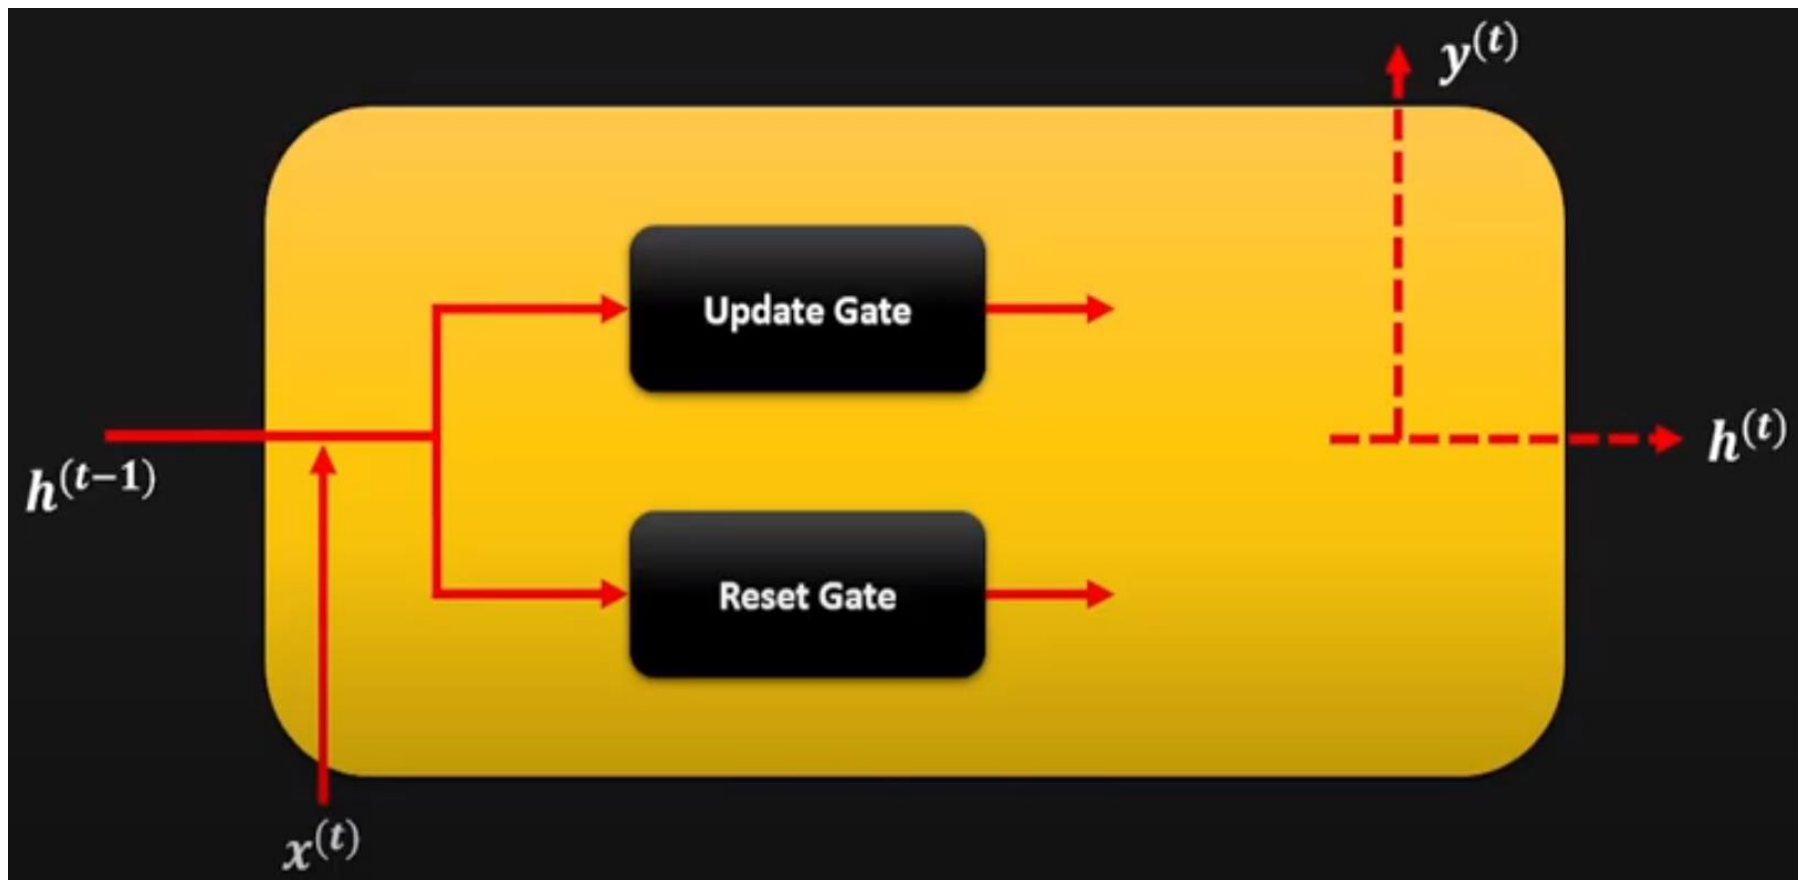 y^(t)
Update Gate
h^(t-1)
h^(t)
Reset Gate
x^(t)